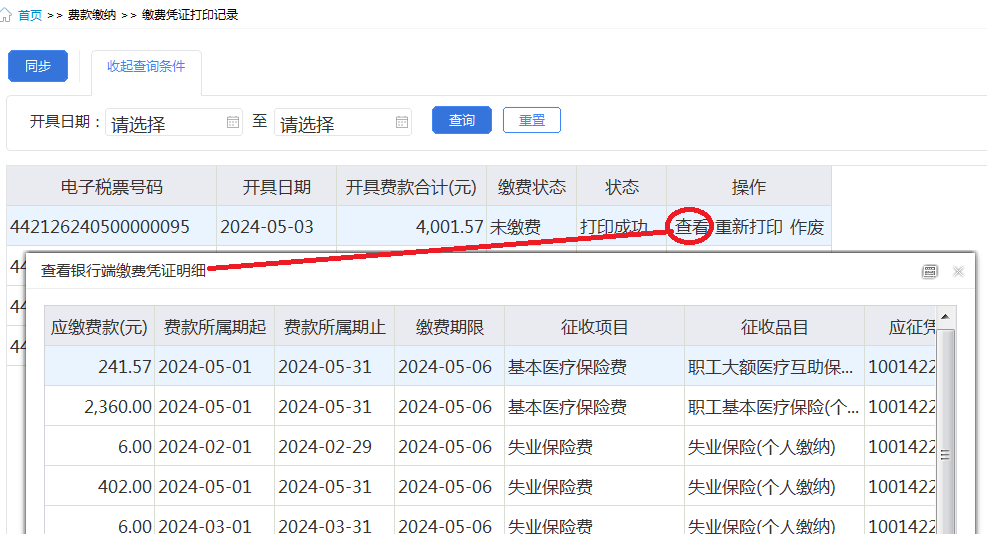 首页 >> 费款缴纳 >> 缴费凭证打印记录
同步 收起查询条件
开具日期： 请选择 至 请选择 查询 重置
电子税票号码 开具日期 开具费款合计(元) 缴费状态 状态 操作
442126240500000095 2024-05-03 4,001.57 未缴费 打印成功 查看 重新打印 作废
44
查看银行端缴费凭证明细
44
44
应缴费款(元) 费款所属期起 费款所属期止 缴费期限 征收项目 征收品目 应征凭
241.57 2024-05-01 2024-05-31 2024-05-06 基本医疗保险费 职工大额医疗互助保... 1001422
2,360.00 2024-05-01 2024-05-31 2024-05-06 基本医疗保险费 职工基本医疗保险(个... 1001422
6.00 2024-02-01 2024-02-29 2024-05-06 失业保险费 失业保险(个人缴纳) 1001422
402.00 2024-05-01 2024-05-31 2024-05-06 失业保险费 失业保险(个人缴纳) 1001422
6.00 2024-03-01 2024-03-31 2024-05-06 失业保险费 失业保险(个人缴纳) 1001422